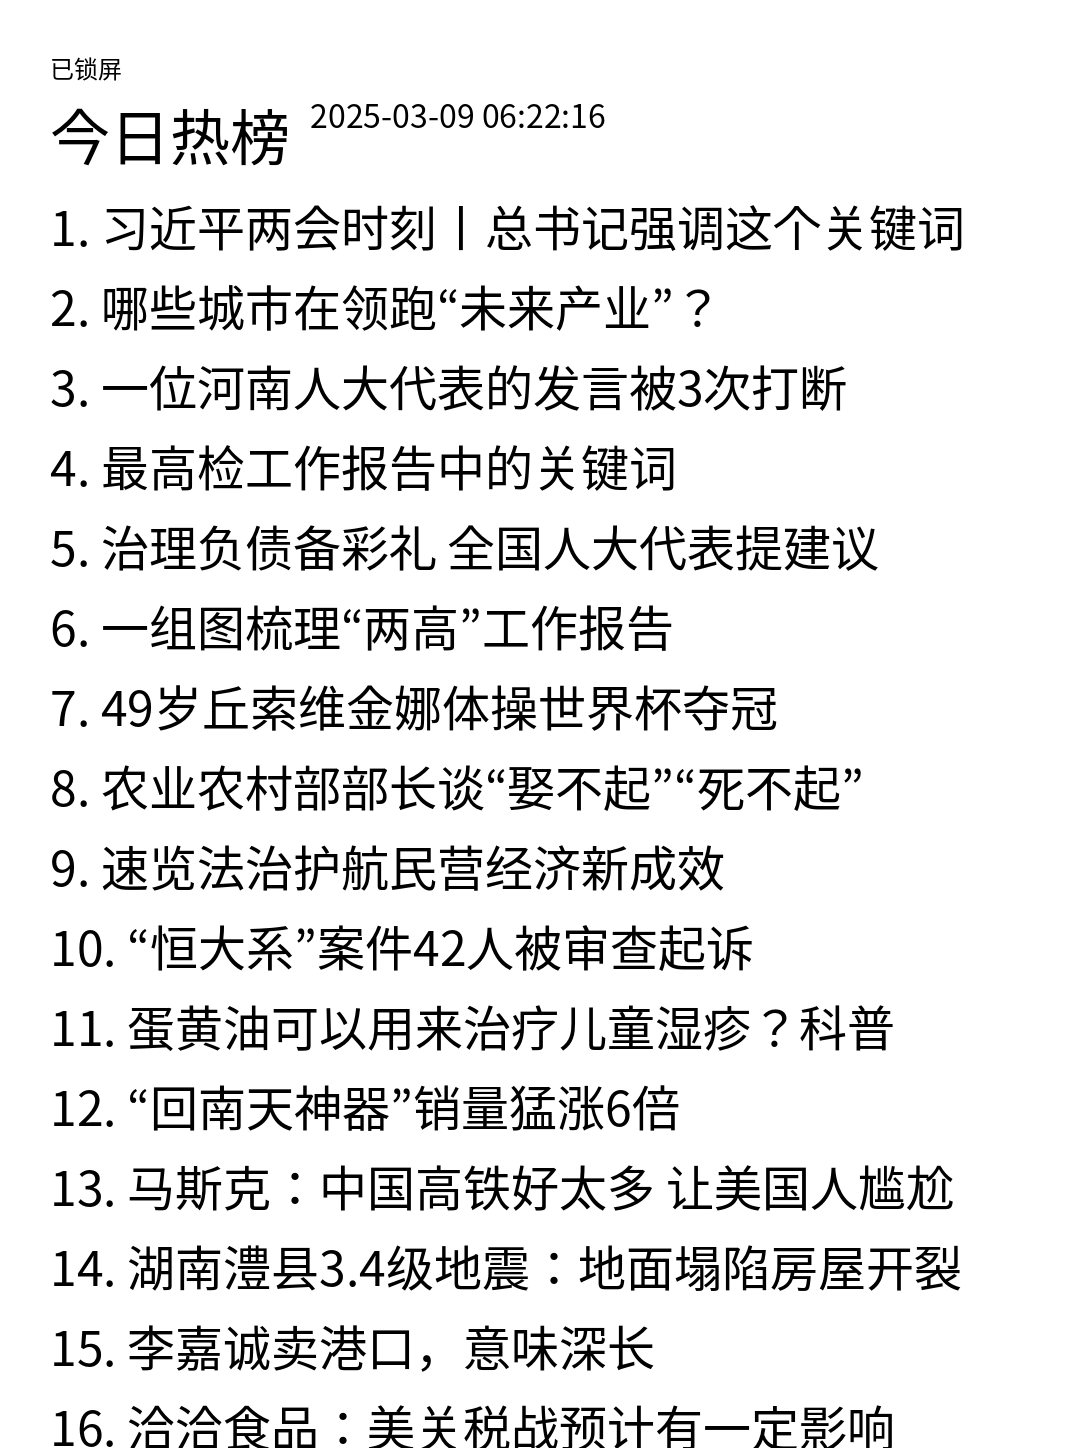 已锁屏
今日热榜 2025-03-09 06:22:16
1. 习近平两会时刻丨总书记强调这个关键词
2. 哪些城市在领跑“未来产业”？
3. 一位河南人大代表的发言被3次打断
4. 最高检工作报告中的关键词
5. 治理负债备彩礼 全国人大代表提建议
6. 一组图梳理“两高”工作报告
7. 49岁丘索维金娜体操世界杯夺冠
8. 农业农村部部长谈“娶不起”“死不起”
9. 速览法治护航民营经济新成效
10. “恒大系”案件42人被审查起诉
11. 蛋黄油可以用来治疗儿童湿疹？科普
12. “回南天神器”销量猛涨6倍
13. 马斯克：中国高铁好太多 让美国人尴尬
14. 湖南澧县3.4级地震：地面塌陷房屋开裂
15. 李嘉诚卖港口，意味深长
16. 洽洽食品：美关税战预计有一定影响